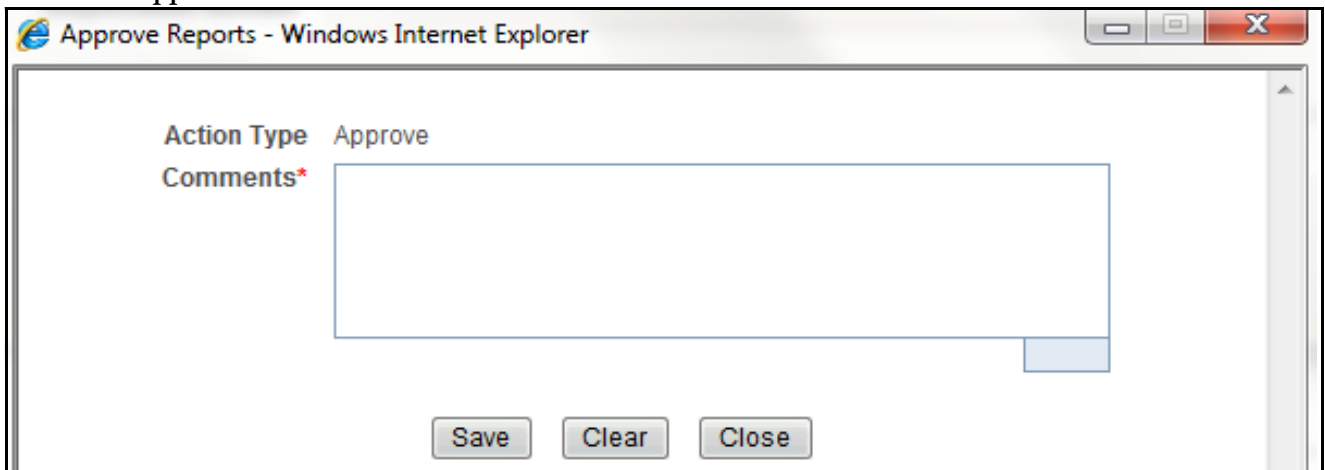 Approve Reports - Windows Internet Explorer
Action Type Approve
Comments*
Save Clear Close